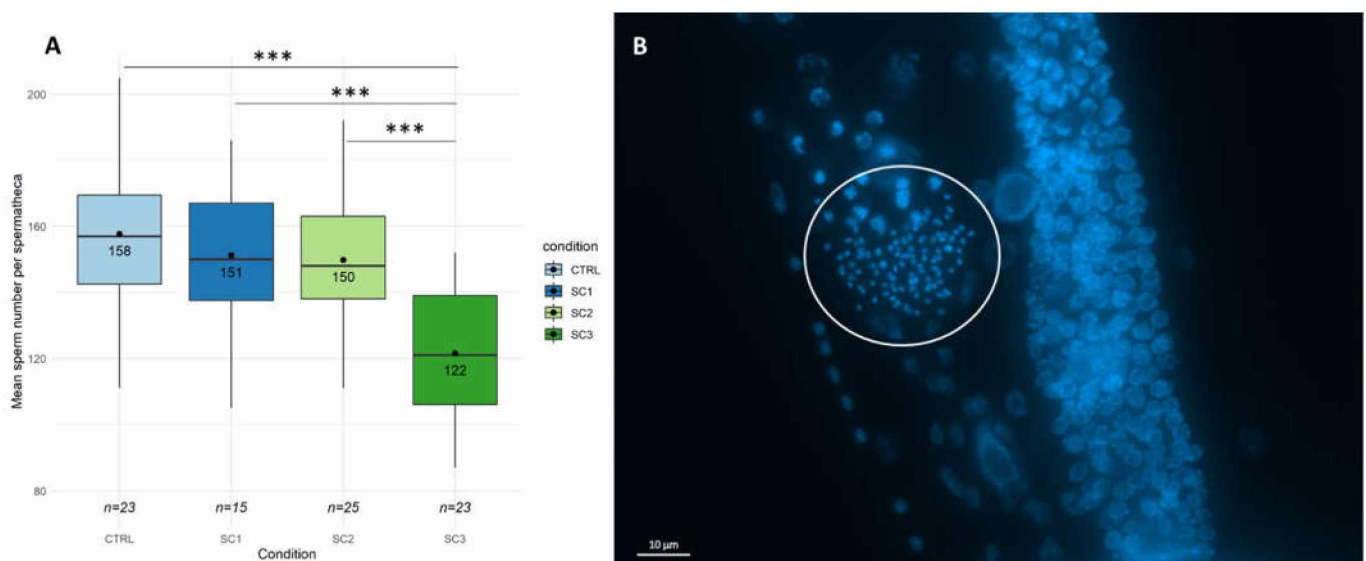 A
***
***
***
Mean sperm number per spermatheca
200
160
120
80
158
151
150
122
n=23 n=15 n=25 n=23
CTRL SC1 SC2 SC3
Condition
condition
CTRL
SC1
SC2
SC3
B
10 µm